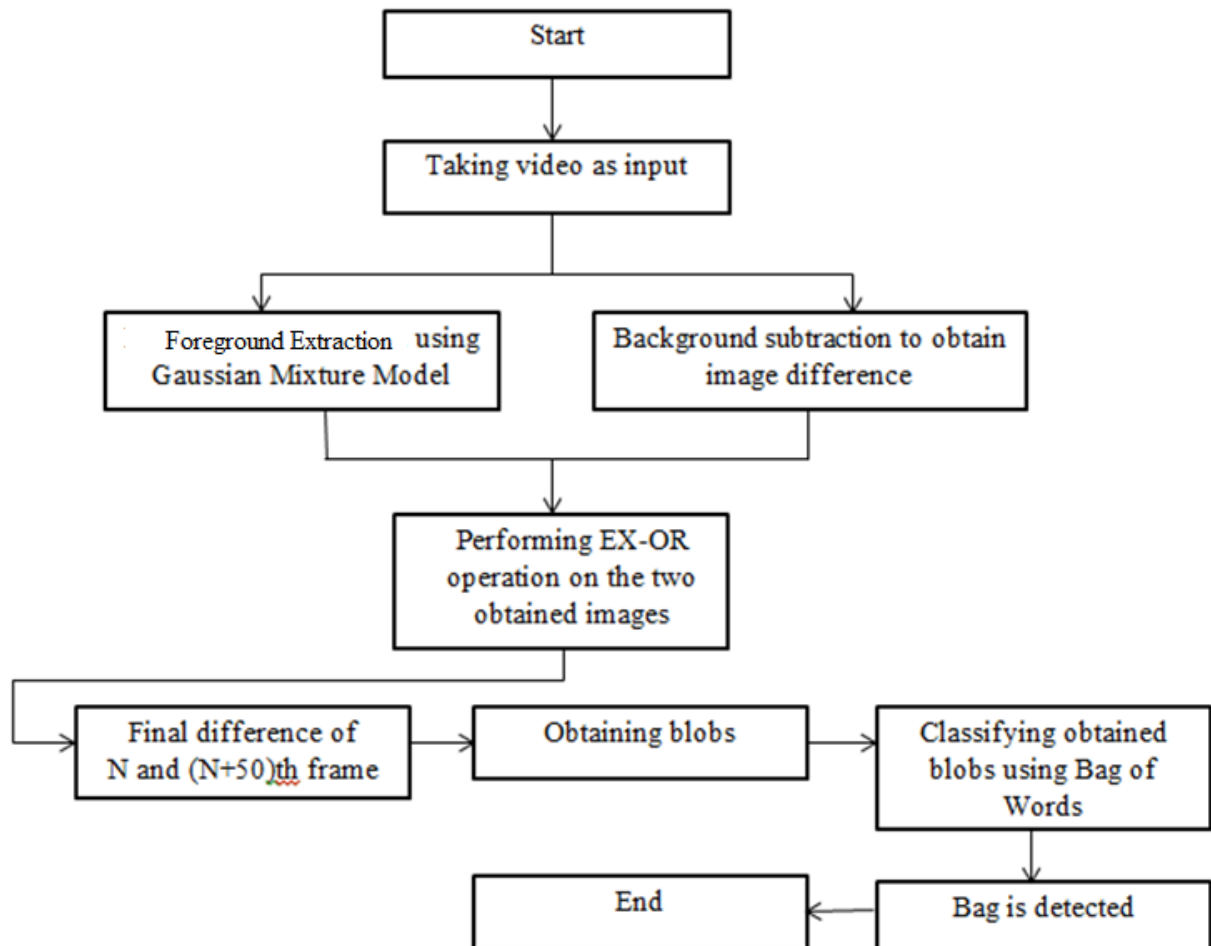 Start
Taking video as input
Foreground Extraction using
Gaussian Mixture Model
Background subtraction to obtain
image difference
Performing EX-OR
operation on the two
obtained images
Final difference of
N and (N+50)th frame
Obtaining blobs
Classifying obtained
blobs using Bag of
Words
Bag is detected
End